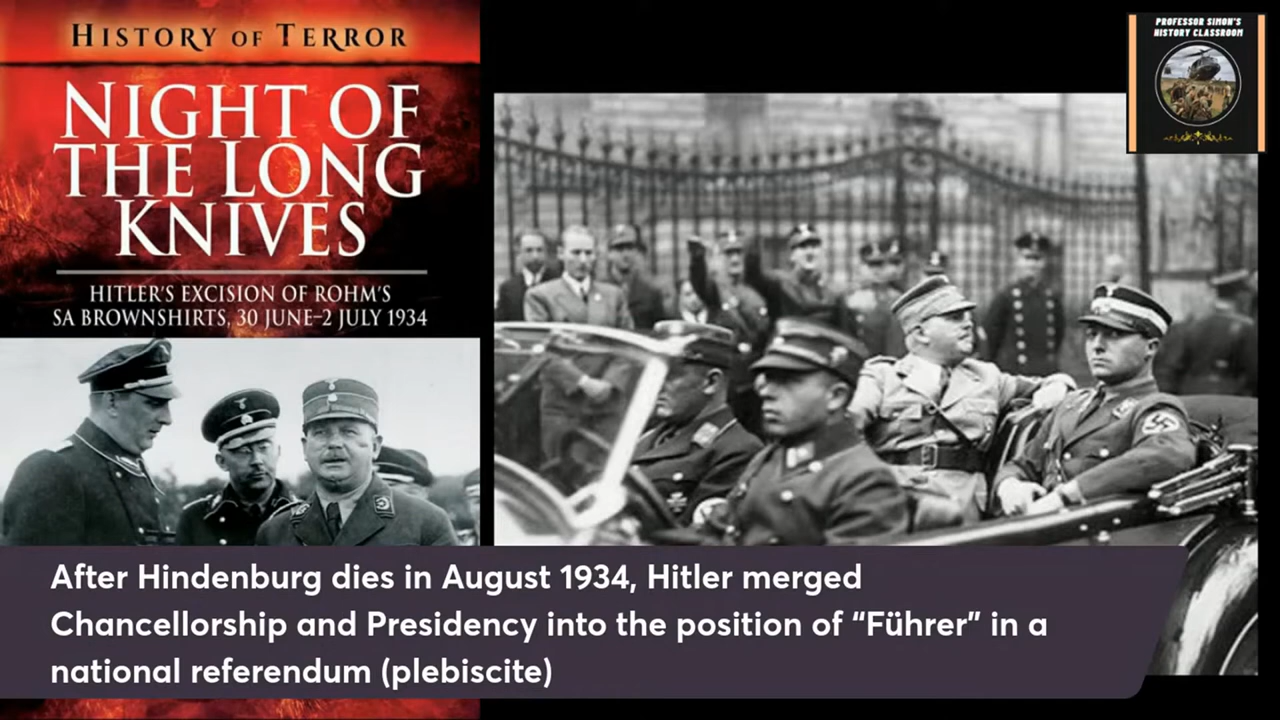 HISTORY OF TERROR
NIGHT OF
THE LONG
KNIVES
HITLER'S EXCISION OF ROHM'S
SA BROWNSHIRTS, 30 JUNE–2 JULY 1934
PROFESSOR SIMON'S
HISTORY CLASSROOM
After Hindenburg dies in August 1934, Hitler merged
Chancellorship and Presidency into the position of “Führer” in a
national referendum (plebiscite)